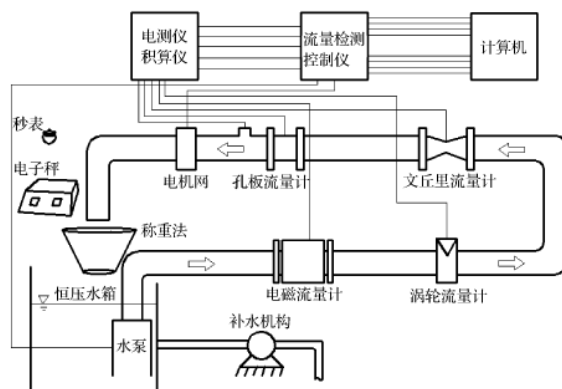 电测仪
积算仪
流量检测
控制仪
计算机
秒表
电子秤
电机网
孔板流量计
文丘里流量计
称重法
恒压水箱
电磁流量计
涡轮流量计
补水机构
水泵